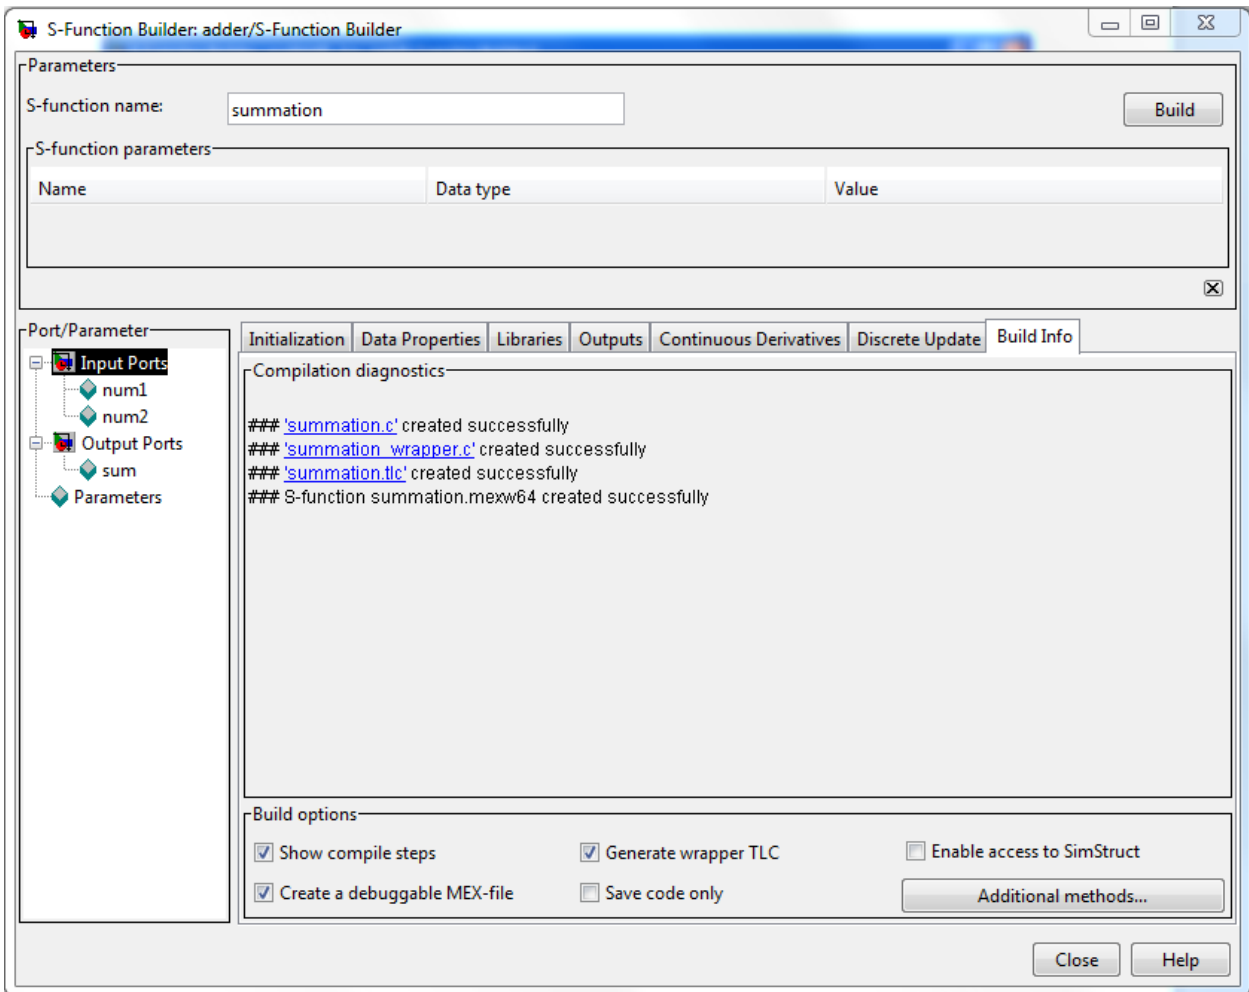 S-Function Builder: adder/S-Function Builder
Parameters
S-function name: summation Build
S-function parameters
Name Data type Value
Port/Parameter
Input Ports
num1
num2
Output Ports
sum
Parameters
Initialization Data Properties Libraries Outputs Continuous Derivatives Discrete Update Build Info
Compilation diagnostics
### 'summation.c' created successfully
### 'summation_wrapper.c' created successfully
### 'summation.tlc' created successfully
### S-function summation.mexw64 created successfully
Build options
Show compile steps Generate wrapper TLC Enable access to SimStruct
Create a debuggable MEX-file Save code only Additional methods...
Close Help